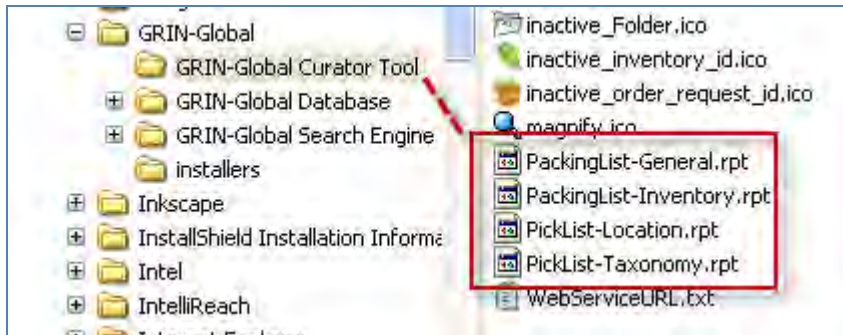 GRIN-Global
GRIN-Global Curator Tool
GRIN-Global Database
GRIN-Global Search Engine
installers
Inkscape
InstallShield Installation Informa
Intel
IntelliReach
inactive_Folder.ico
inactive_inventory_id.ico
inactive_order_request_id.ico
magnify.ico
PackingList-General.rpt
PackingList-Inventory.rpt
PickList-Location.rpt
PickList-Taxonomy.rpt
WebServiceURL.txt